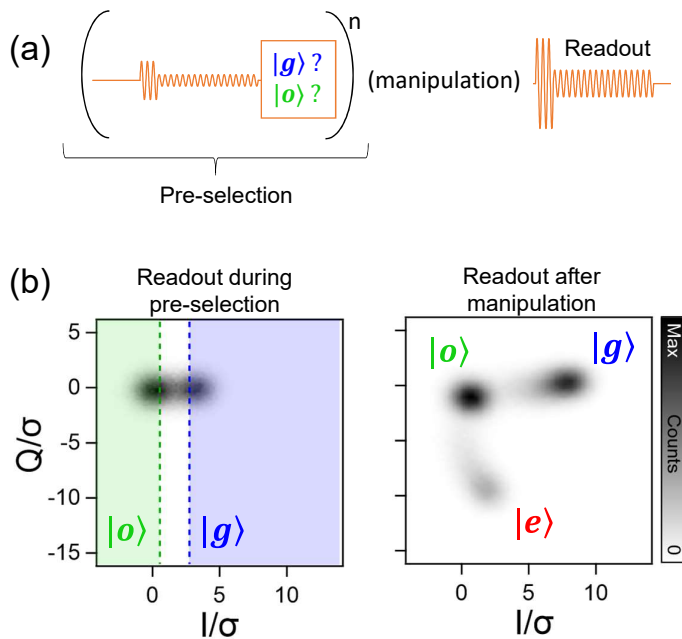 (a)
n
|g⟩ ?
|o⟩ ?
(manipulation)
Readout
Pre-selection
(b)
Readout during
pre-selection
Readout after
manipulation
Q/σ
5
0
-5
-10
-15
|o⟩
|g⟩
0
5
10
I/σ
|o⟩
|g⟩
|e⟩
0
5
10
I/σ
Max
Counts
0